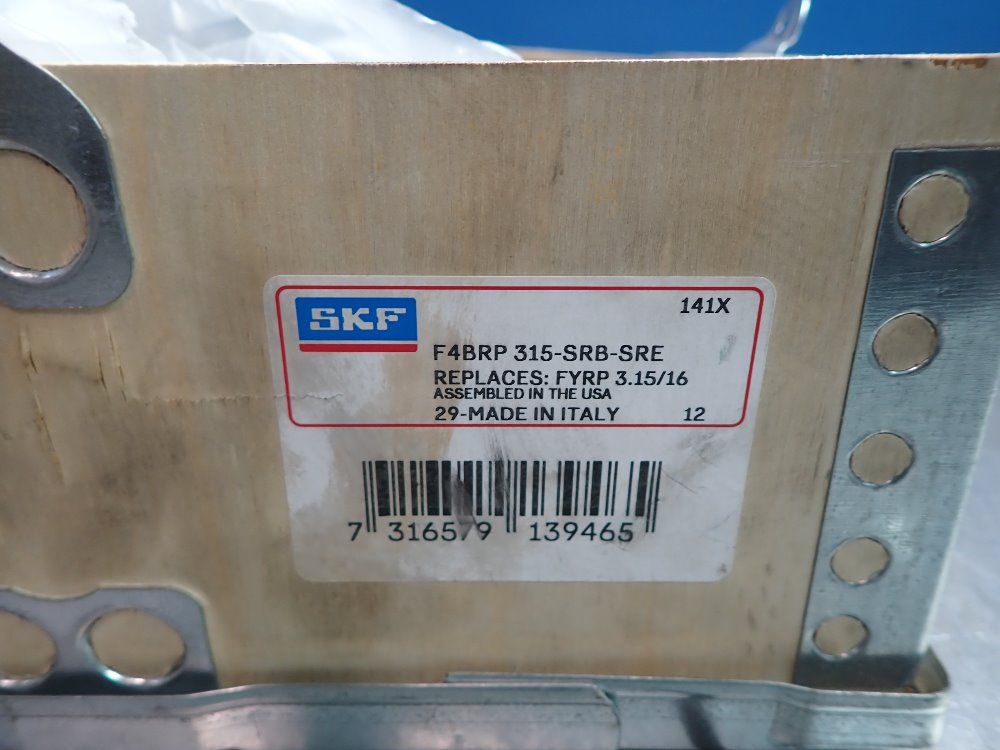 141X
SKF
F4BRP 315-SRB-SRE
REPLACES: FYRP 3.15/16
ASSEMBLED IN THE USA
29-MADE IN ITALY 12
7 316579 139465